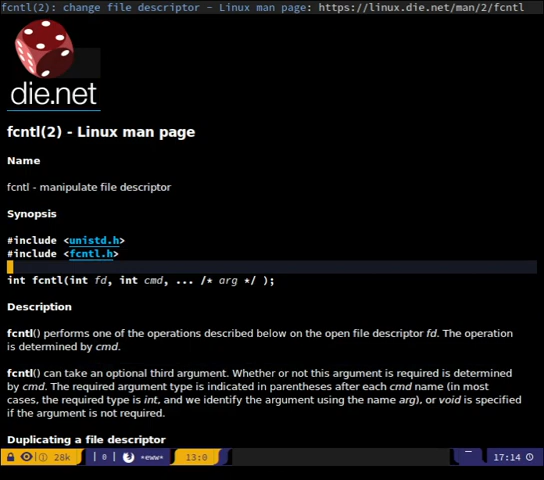 fcntl(2): change file descriptor - Linux man page: https://linux.die.net/man/2/fcntl
die.net
fcntl(2) - Linux man page
Name
fcntl - manipulate file descriptor
Synopsis
#include <unistd.h>
#include <fcntl.h>
int fcntl(int fd, int cmd, ... /* arg */ );
Description
fcntl() performs one of the operations described below on the open file descriptor fd. The operation
is determined by cmd.
fcntl() can take an optional third argument. Whether or not this argument is required is determined
by cmd. The required argument type is indicated in parentheses after each cmd name (in most
cases, the required type is int, and we identify the argument using the name arg), or void is specified
if the argument is not required.
Duplicating a file descriptor
28k | 0 | *eww* 13:0 17:14